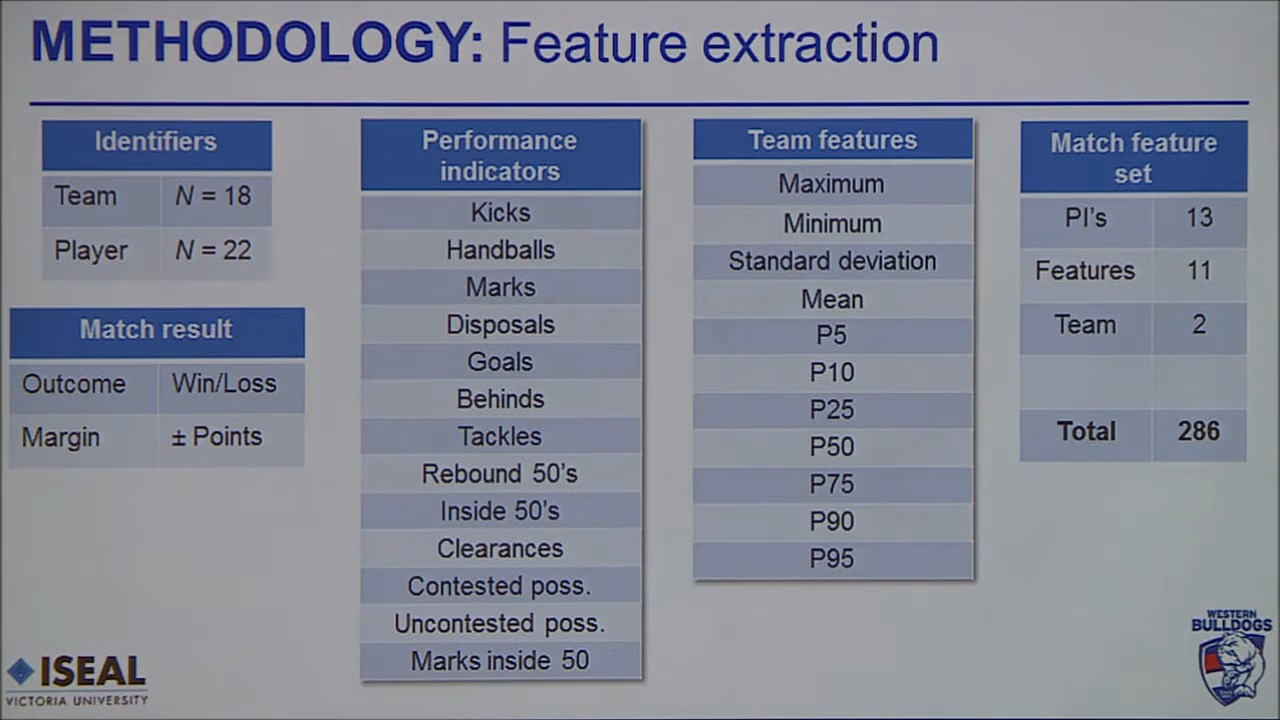 METHODOLOGY: Feature extraction
Identifiers
Team N = 18
Player N = 22
Match result
Outcome Win/Loss
Margin ± Points
Performance
indicators
Kicks
Handballs
Marks
Disposals
Goals
Behinds
Tackles
Rebound 50's
Inside 50's
Clearances
Contested poss.
Uncontested poss.
Marks inside 50
Team features
Maximum
Minimum
Standard deviation
Mean
P5
P10
P25
P50
P75
P90
P95
Match feature
set
PI's 13
Features 11
Team 2
Total 286
ISEAL
VICTORIA UNIVERSITY
WESTERN
BULLDOGS